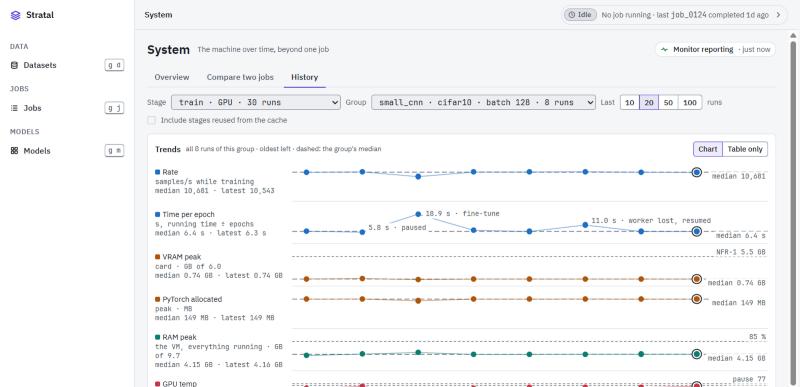 Stratal
System
Idle
No job running · last job_0124 completed 1d ago
DATA
Datasets
g d
JOBS
Jobs
g j
MODELS
Models
g m
System
The machine over time, beyond one job
Monitor reporting · just now
Overview
Compare two jobs
History
Stage
train · GPU · 30 runs
Group
small_cnn · cifar10 · batch 128 · 8 runs
Last
10
20
50
100
runs
Include stages reused from the cache
Trends
all 8 runs of this group · oldest left · dashed: the group's median
Chart
Table only
Rate
samples/s while training
median 10,681 · latest 10,543
median 10,681
Time per epoch
s, running time ÷ epochs
median 6.4 s · latest 6.3 s
5.8 s · paused
18.9 s · fine-tune
11.0 s · worker lost, resumed
median 6.4 s
VRAM peak
card · GB of 6.0
median 0.74 GB · latest 0.74 GB
NFR-1 5.5 GB
median 0.74 GB
PyTorch allocated
peak · MB
median 149 MB · latest 149 MB
median 149 MB
RAM peak
the VM, everything running · GB
of 9.7
median 4.15 GB · latest 4.16 GB
85 %
median 4.15 GB
GPU temp
pause 77